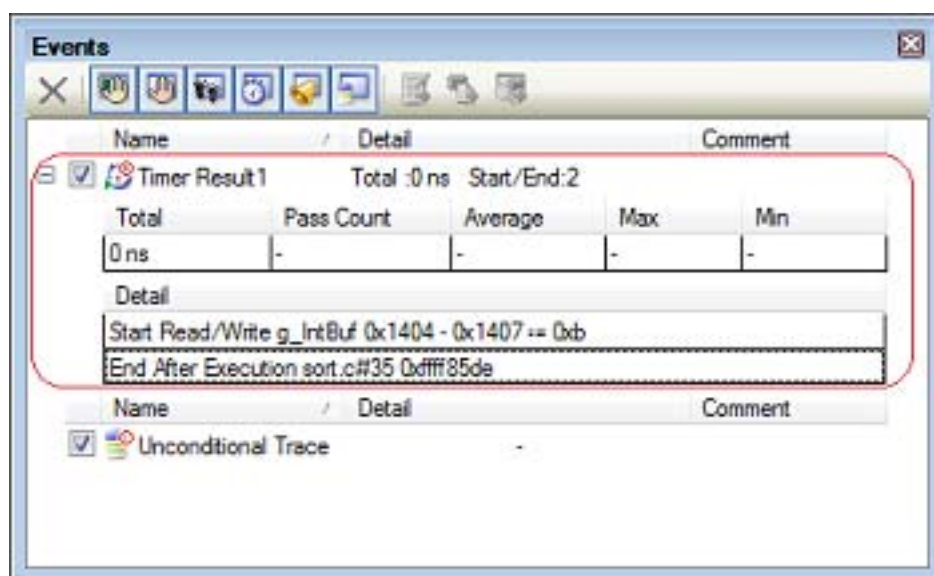 Events
Name / Detail Comment
Timer Result1 Total :0 ns Start/End:2
Total Pass Count Average Max Min
0 ns - - - -
Detail
Start Read/Write g_IntBuf 0x1404 - 0x1407 == 0xb
End After Execution sort.c#35 0xffff85de
Name / Detail Comment
Unconditional Trace -